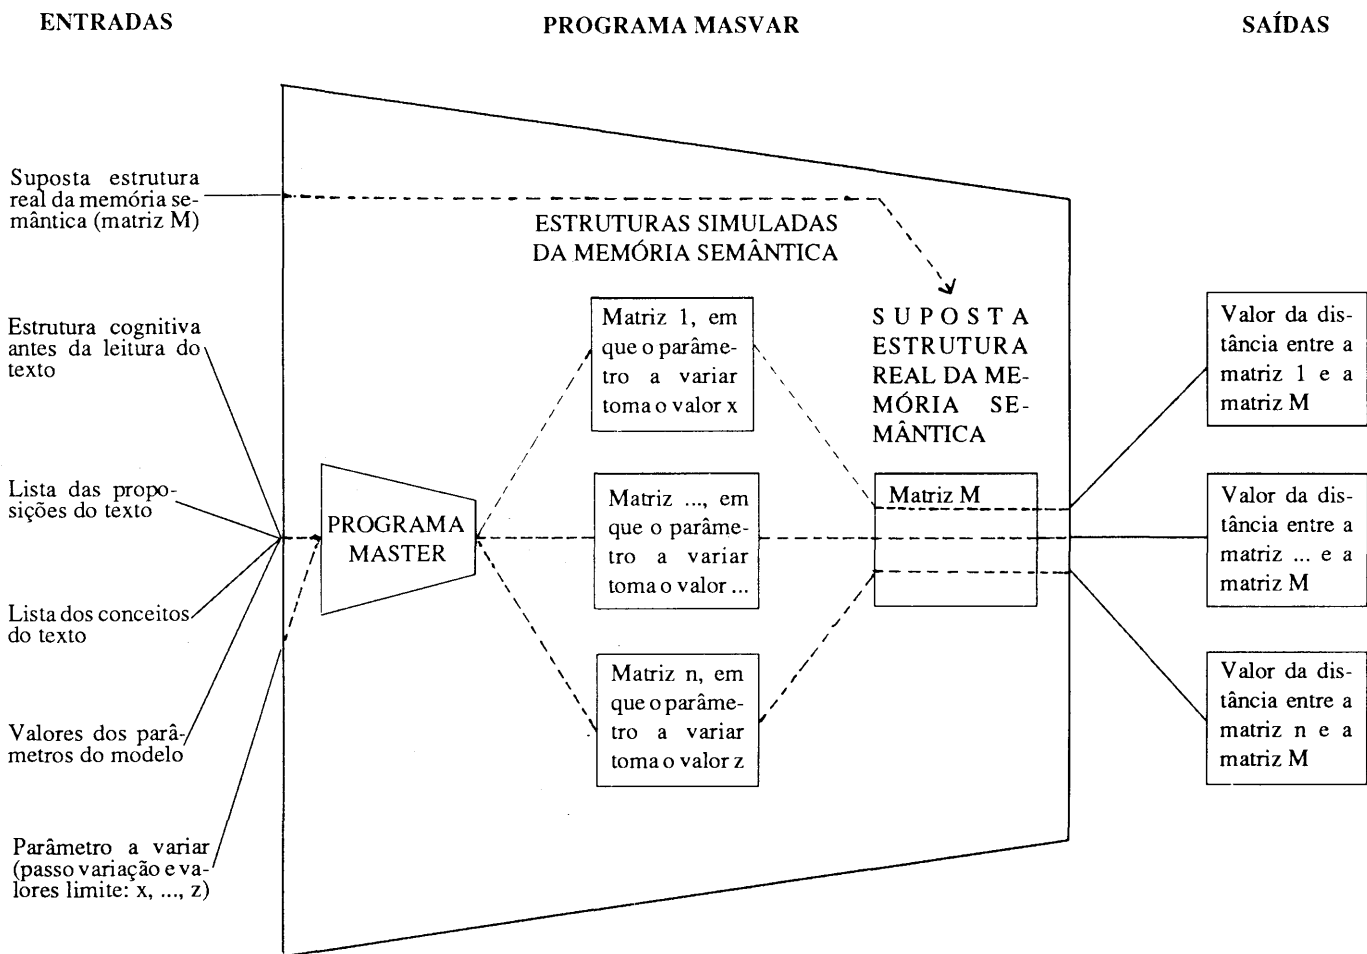 ENTRADAS
PROGRAMA MASVAR
SAÍDAS
Suposta estrutura
real da memória se-
mântica (matriz M)
Estrutura cognitiva
antes da leitura do
texto
Lista das propo-
sições do texto
Lista dos conceitos
do texto
Valores dos parâ-
metros do modelo
Parâmetro a variar
(passo variação e va-
lores limite: x, ..., z)
PROGRAMA
MASTER
ESTRUTURAS SIMULADAS
DA MEMÓRIA SEMÂNTICA
Matriz 1, em
que o parâme-
tro a variar
toma o valor x
Matriz ..., em
que o parâme-
tro a variar
toma o valor ...
Matriz n, em
que o parâme-
tro a variar
toma o valor z
SUPOSTA
ESTRUTURA
REAL DA ME-
MÓRIA SE-
MÂNTICA
Matriz M
Valor da dis-
tância entre a
matriz 1 e a
matriz M
Valor da dis-
tância entre a
matriz ... e a
matriz M
Valor da dis-
tância entre a
matriz n e a
matriz M